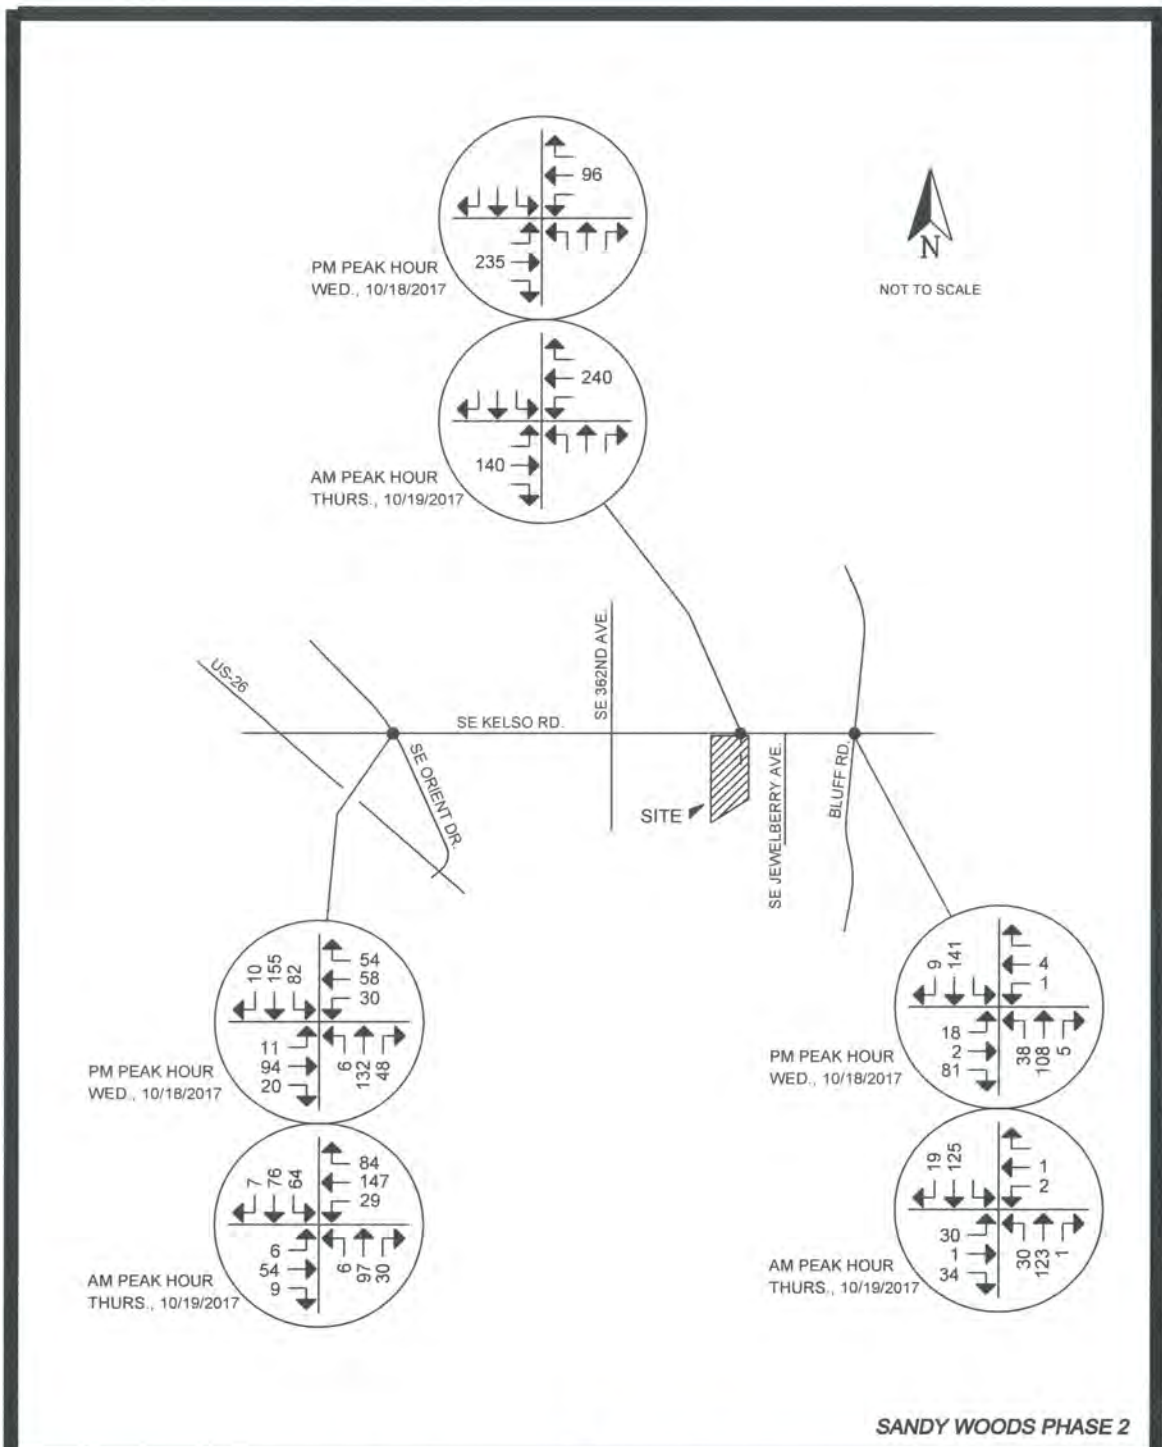 96
235
PM PEAK HOUR
WED., 10/18/2017
N
NOT TO SCALE
240
140
AM PEAK HOUR
THURS., 10/19/2017
US-26
SE KELSO RD.
SE 362ND AVE.
SE ORIENT DR.
SITE
SE JEWELBERRY AVE.
BLUFF RD.
10
155
82
54
58
30
11
94
20
6
132
48
PM PEAK HOUR
WED., 10/18/2017
7
76
64
84
147
29
6
54
9
6
97
30
AM PEAK HOUR
THURS., 10/19/2017
9
141
4
1
18
2
81
38
108
5
PM PEAK HOUR
WED., 10/18/2017
19
125
1
2
30
1
34
30
123
1
AM PEAK HOUR
THURS., 10/19/2017
SANDY WOODS PHASE 2